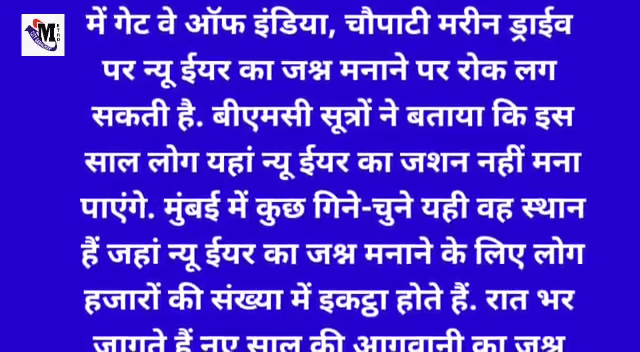 में गेट वे ऑफ इंडिया, चौपाटी मरीन ड्राईव
पर न्यू ईयर का जश्न मनाने पर रोक लग
सकती है. बीएमसी सूत्रों ने बताया कि इस
साल लोग यहां न्यू ईयर का जशन नहीं मना
पाएंगे. मुंबई में कुछ गिने-चुने यही वह स्थान
हैं जहां न्यू ईयर का जश्न मनाने के लिए लोग
हजारों की संख्या में इकट्ठा होते हैं. रात भर
जागते हैं नए साल की आगवानी का जश्न